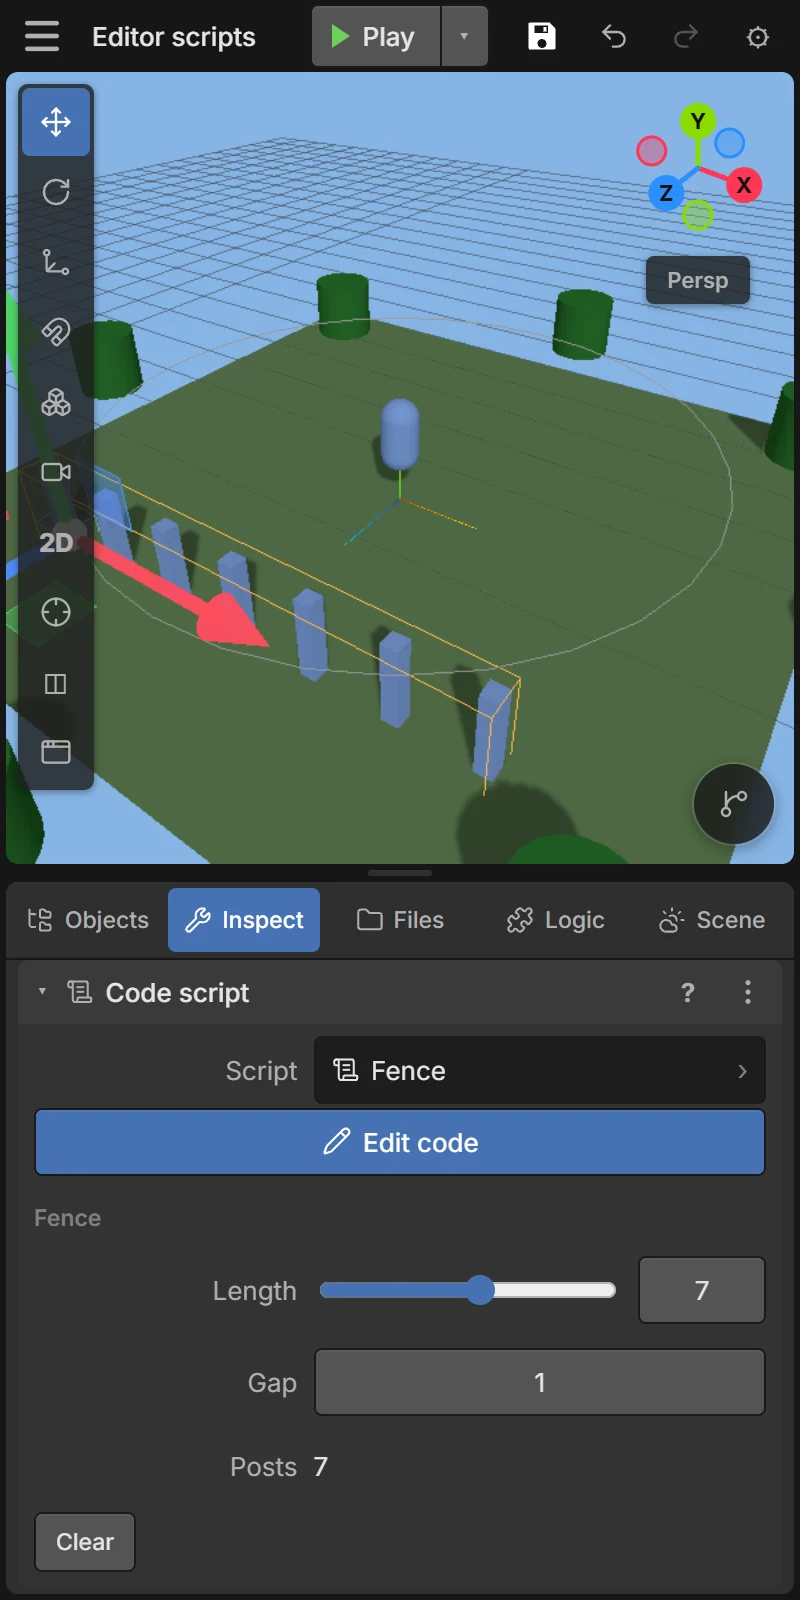 Editor scripts
Play
Y
Z
X
Persp
2D
Objects
Inspect
Files
Logic
Scene
Code script
?
Script
Fence
Edit code
Fence
Length
7
Gap
1
Posts 7
Clear